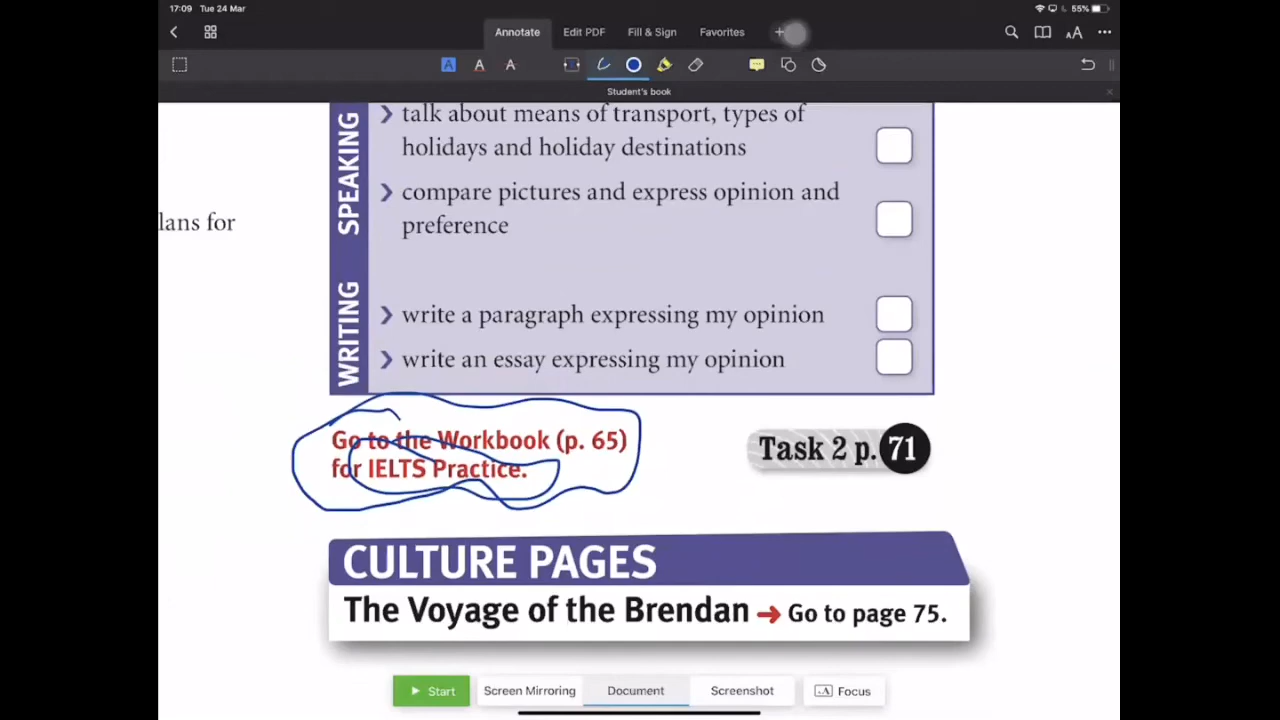 17:09 Tue 24 Mar
55%
Annotate Edit PDF Fill & Sign Favorites +
A A A
AA
Student's book
SPEAKING
talk about means of transport, types of
holidays and holiday destinations
compare pictures and express opinion and
preference
lans for
WRITING
write a paragraph expressing my opinion
write an essay expressing my opinion
Go to the Workbook (p. 65)
for IELTS Practice.
Task 2 p. 71
CULTURE PAGES
The Voyage of the Brendan → Go to page 75.
Start Screen Mirroring Document Screenshot A Focus